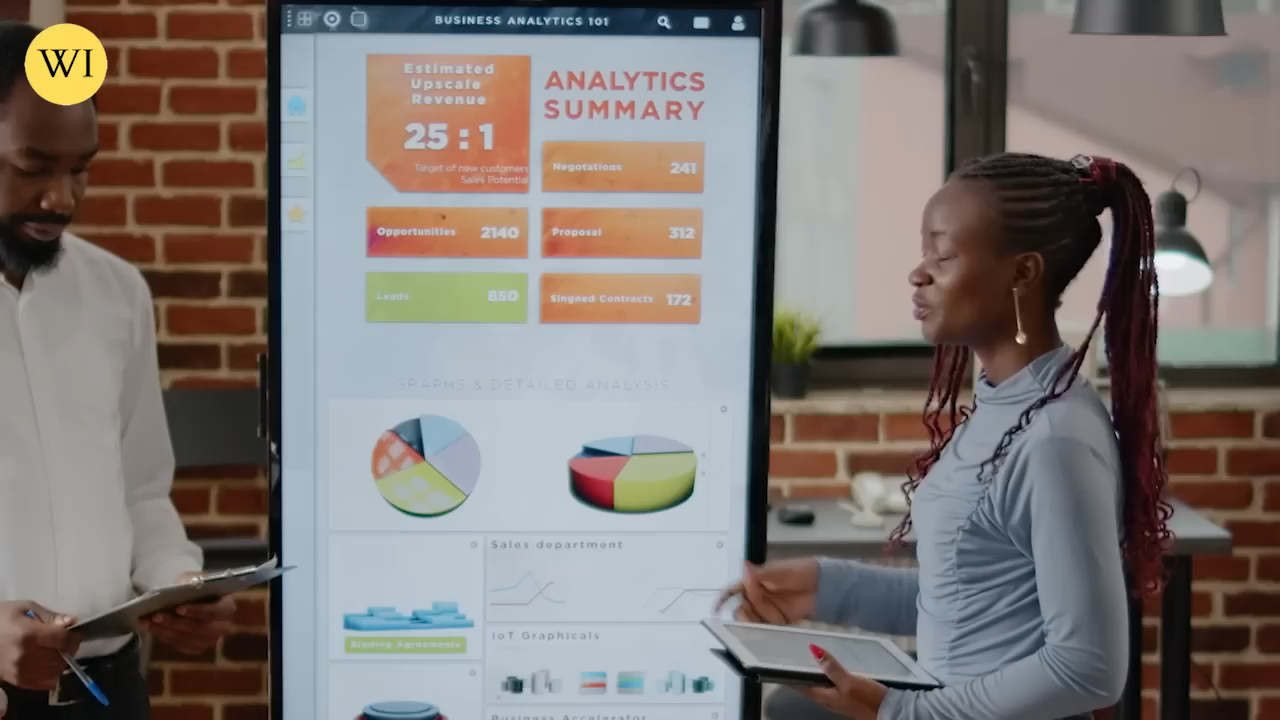 WI
BUSINESS ANALYTICS 101
Estimated
Upscale
Revenue
25 : 1
Target of new customers
Sales Potential
ANALYTICS
SUMMARY
Negotations 241
Opportunities 2140
Proposal 312
Leads 850
Singned Contracts 172
GRAPHS & DETAILED ANALYSIS
Sales department
Binding Agreements
IoT Graphicals
Business Accelerator